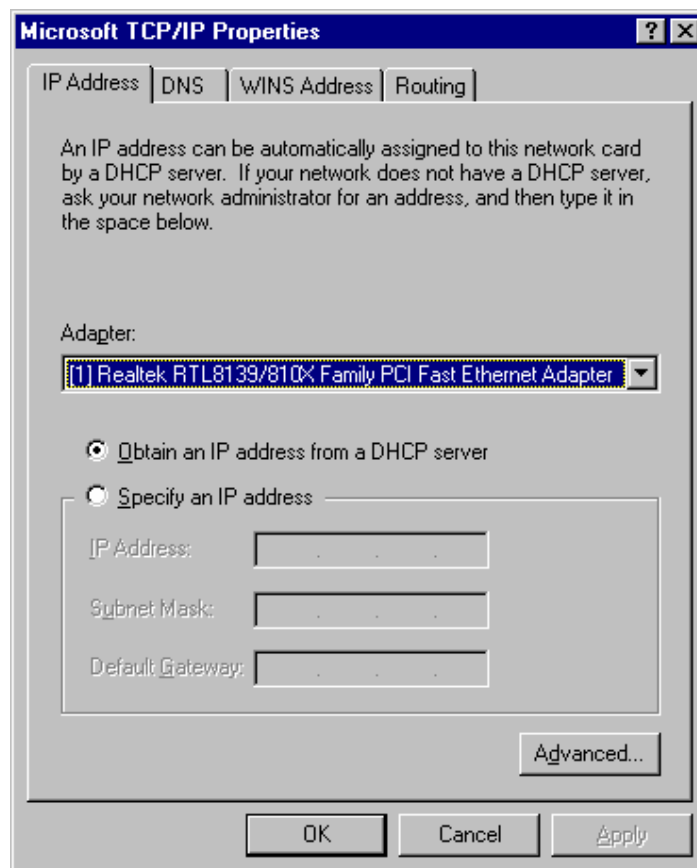 Microsoft TCP/IP Properties
IP Address DNS WINS Address Routing
An IP address can be automatically assigned to this network card
by a DHCP server. If your network does not have a DHCP server,
ask your network administrator for an address, and then type it in
the space below.
Adapter:
[1] Realtek RTL8139/810X Family PCI Fast Ethernet Adapter
Obtain an IP address from a DHCP server
Specify an IP address
IP Address:
Subnet Mask:
Default Gateway:
Advanced...
OK Cancel Apply